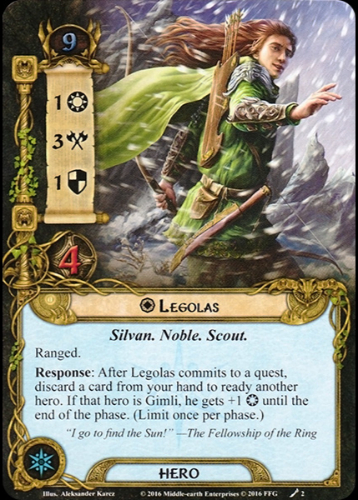 9
1
3
1
4
Legolas
Silvan. Noble. Scout.
Ranged.
Response: After Legolas commits to a quest,
discard a card from your hand to ready another
hero. If that hero is Gimli, he gets +1 until
the end of the phase. (Limit once per phase.)
"I go to find the Sun!" —The Fellowship of the Ring
HERO
Illus. Aleksander Karcz © 2016 Middle-earth Enterprises © 2016 FFG 2